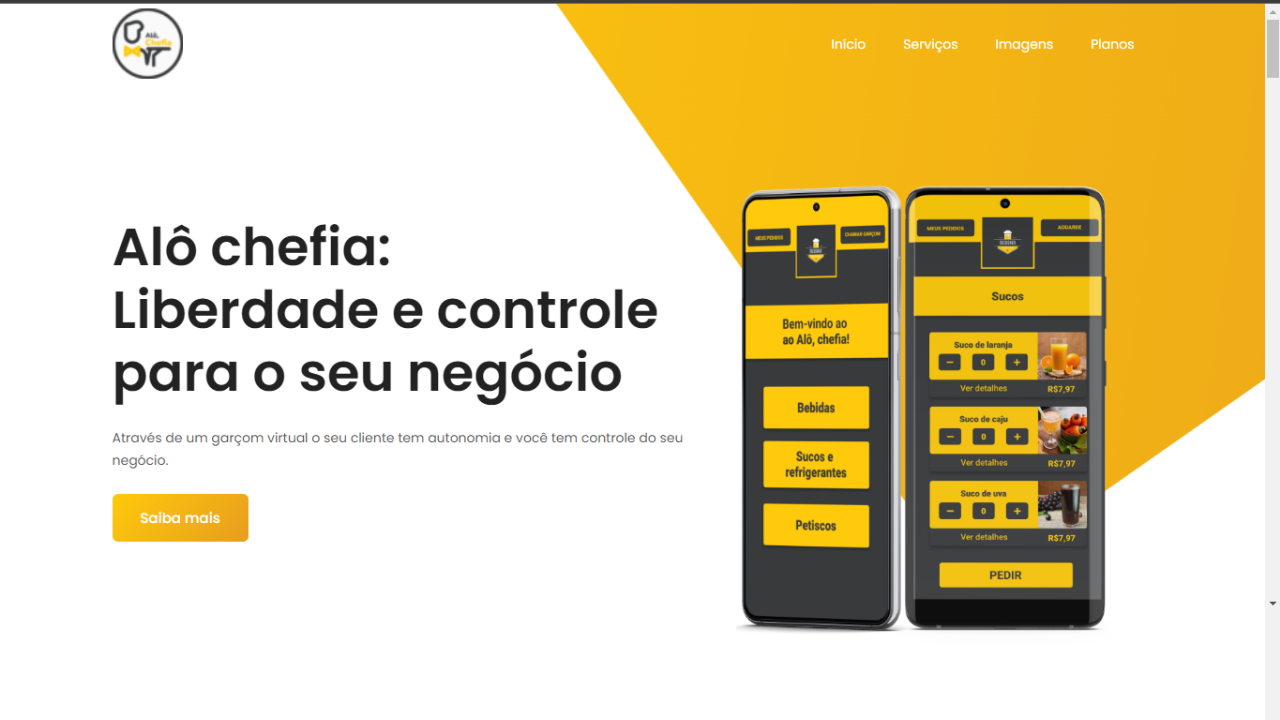 Alô,
Chefia
Início
Serviços
Imagens
Planos
Alô chefia:
Liberdade e controle
para o seu negócio
Através de um garçom virtual o seu cliente tem autonomia e você tem controle do seu
negócio.
Saiba mais
MEUS PEDIDOS
CHAMAR GARÇOM
Bem-vindo ao
ao Alô, chefia!
Bebidas
Sucos e
refrigerantes
Petiscos
MEUS PEDIDOS
AGUARDE
Sucos
Suco de laranja
− 0 +
Ver detalhes R$7,97
Suco de caju
− 0 +
Ver detalhes R$7,97
Suco de uva
− 0 +
Ver detalhes R$7,97
PEDIR